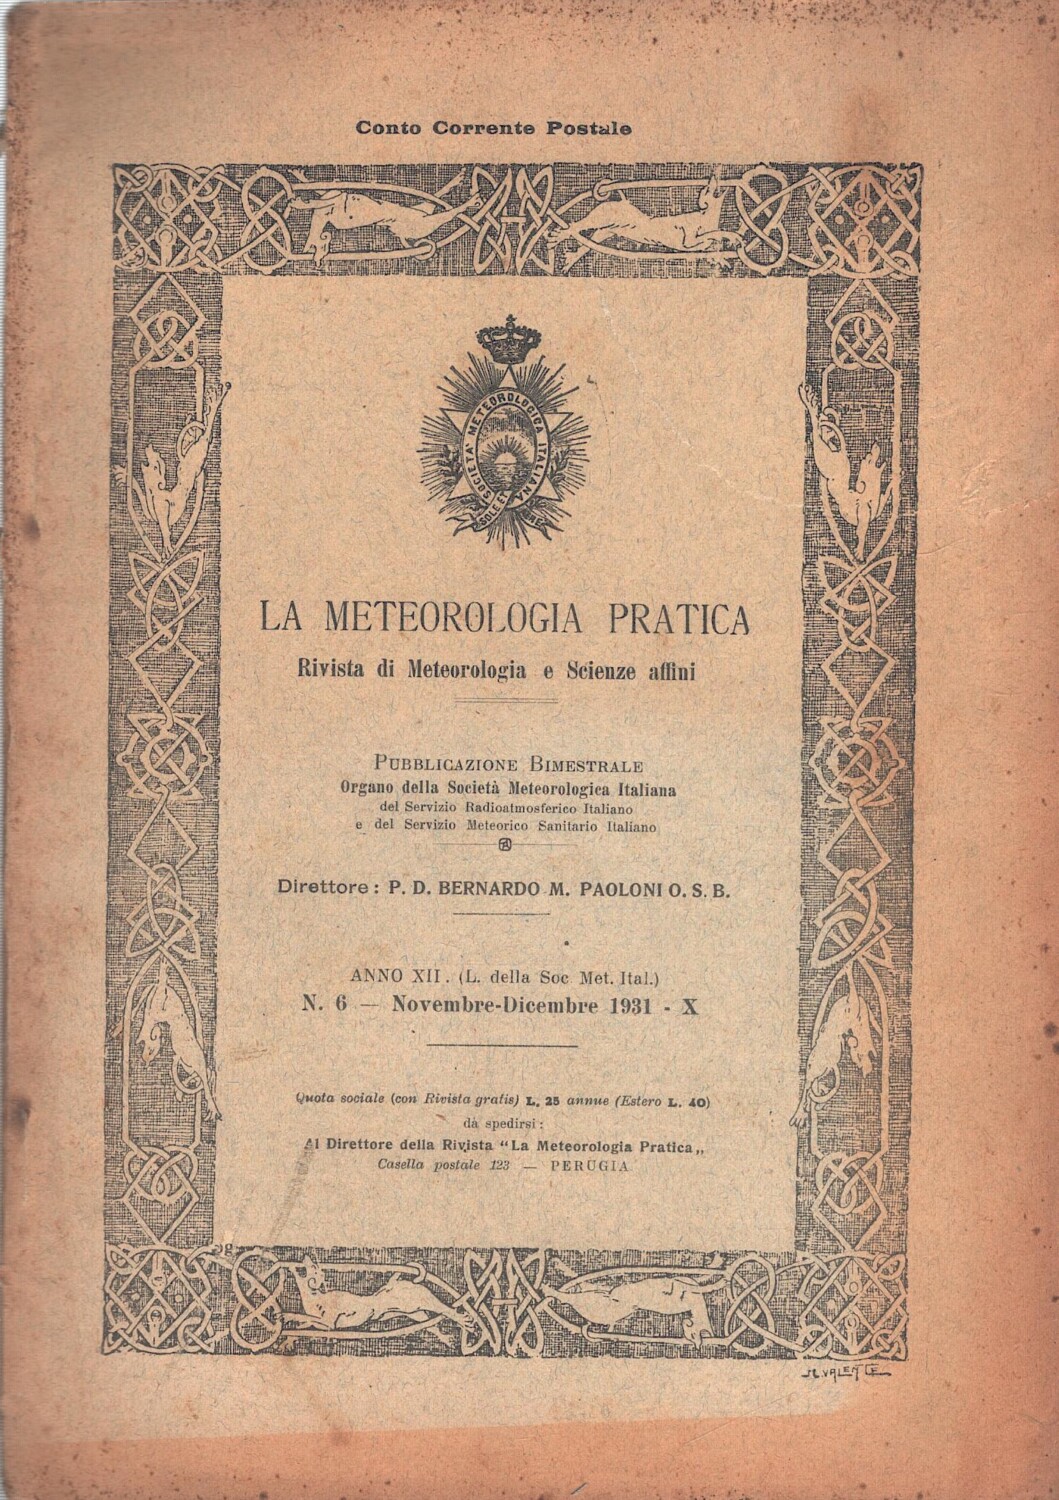 Conto Corrente Postale
SOCIETA' METEOROLOGICA ITALIANA
LA METEOROLOGIA PRATICA
Rivista di Meteorologia e Scienze affini
PUBBLICAZIONE BIMESTRALE
Organo della Società Meteorologica Italiana
del Servizio Radioatmosferico Italiano
e del Servizio Meteorico Sanitario Italiano
Direttore: P. D. BERNARDO M. PAOLONI O. S. B.
ANNO XII. (L. della Soc Met. Ital.)
N. 6 — Novembre-Dicembre 1931 - X
Quota sociale (con Rivista gratis) L. 25 annue (Estero L. 40)
da spedirsi:
Al Direttore della Rivista “La Meteorologia Pratica„
Casella postale 123 — PERUGIA